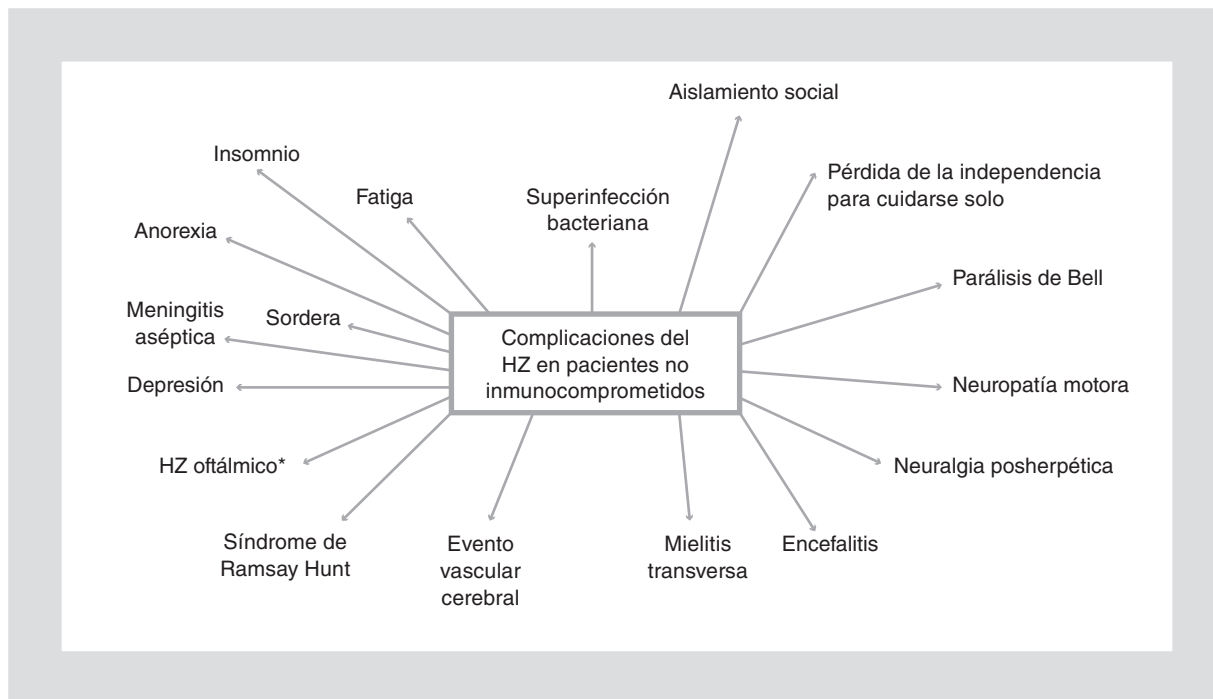 Aislamiento social
Insomnio
Pérdida de la independencia
para cuidarse solo
Fatiga
Superinfección
bacteriana
Anorexia
Parálisis de Bell
Meningitis
aséptica
Sordera
Complicaciones del
HZ en pacientes no
inmunocomprometidos
Depresión
Neuropatía motora
HZ oftálmico*
Neuralgia posherpética
Síndrome de
Ramsay Hunt
Evento
vascular
cerebral
Mielitis
transversa
Encefalitis